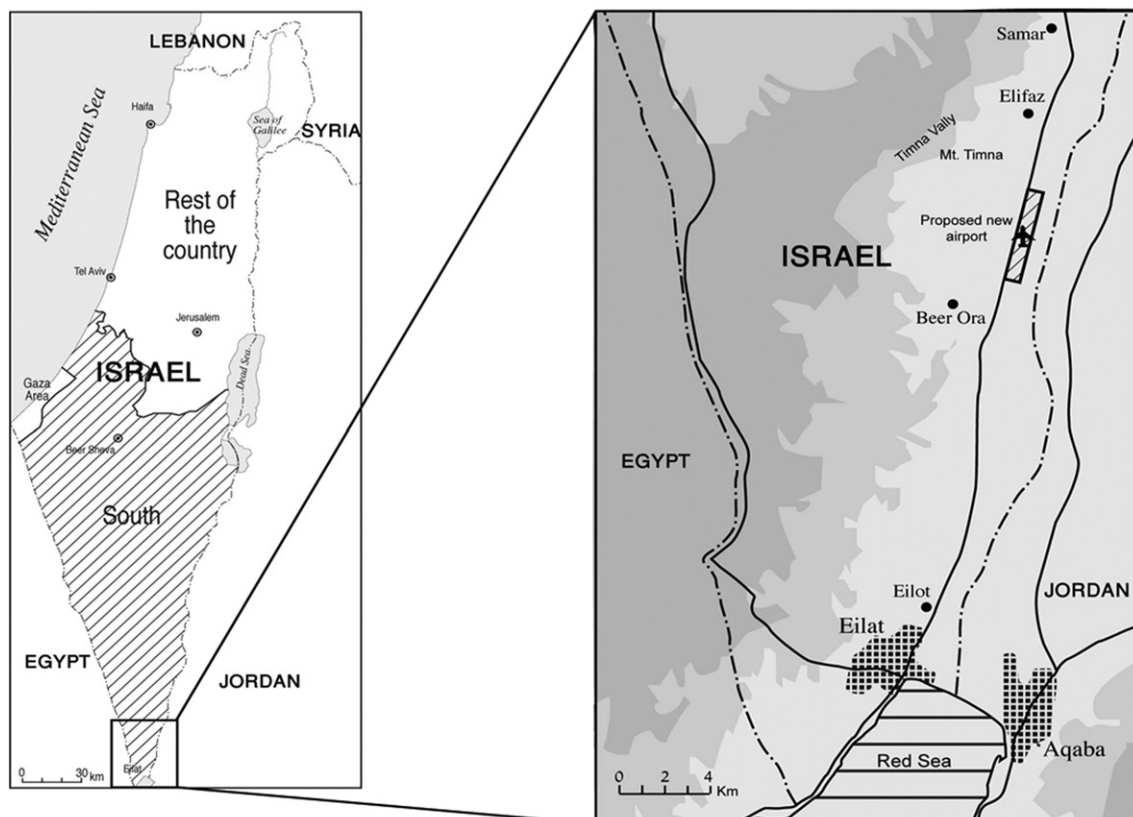 LEBANON
Mediterranean Sea
Haifa
Sea of
Galilee
SYRIA
Rest of
the
country
Tel Aviv
Jerusalem
ISRAEL
Dead Sea
Gaza
Area
Beer Sheva
South
EGYPT
JORDAN
Eilat
0 30 km
Samar
Elifaz
Timna Vally
Mt. Timna
Proposed new
airport
ISRAEL
Beer Ora
EGYPT
Eilot
JORDAN
Eilat
Aqaba
Red Sea
0 2 4
Km